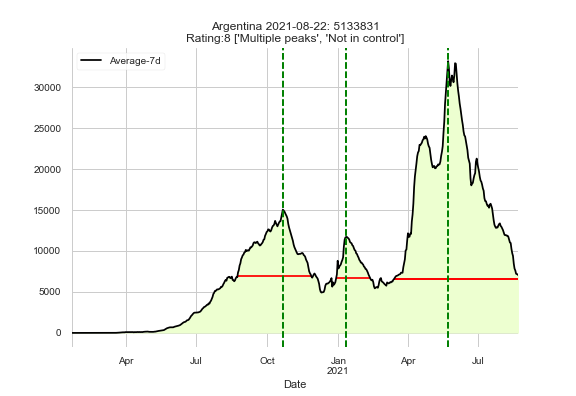 Argentina 2021-08-22: 5133831
Rating:8 ['Multiple peaks', 'Not in control']
Average-7d
30000
25000
20000
15000
10000
5000
0
Apr Jul Oct Jan Apr Jul
2021
Date